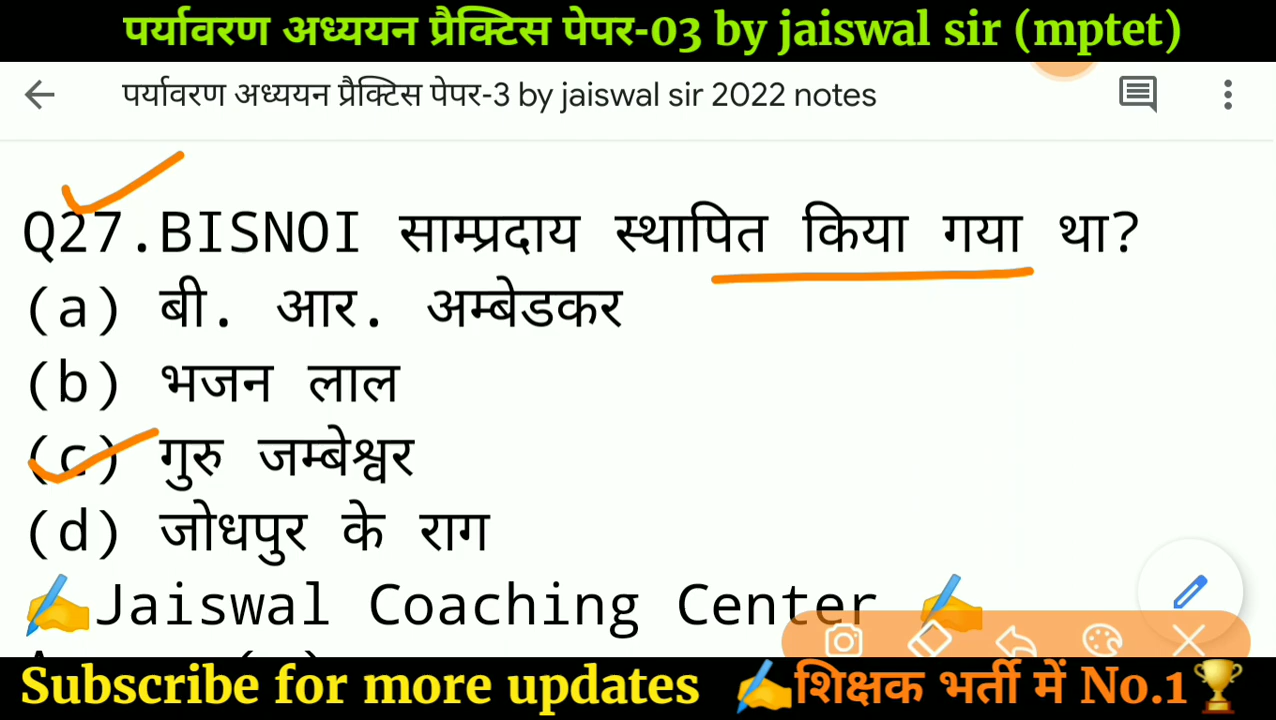 पर्यावरण अध्ययन प्रैक्टिस पेपर-03 by jaiswal sir (mptet)
पर्यावरण अध्ययन प्रैक्टिस पेपर-3 by jaiswal sir 2022 notes
Q27.BISNOI साम्प्रदाय स्थापित किया गया था?
(a) बी. आर. अम्बेडकर
(b) भजन लाल
(c) गुरु जम्बेश्वर
(d) जोधपुर के राग
✍️Jaiswal Coaching Center ✍️
Subscribe for more updates ✍️शिक्षक भर्ती में No.1🏆